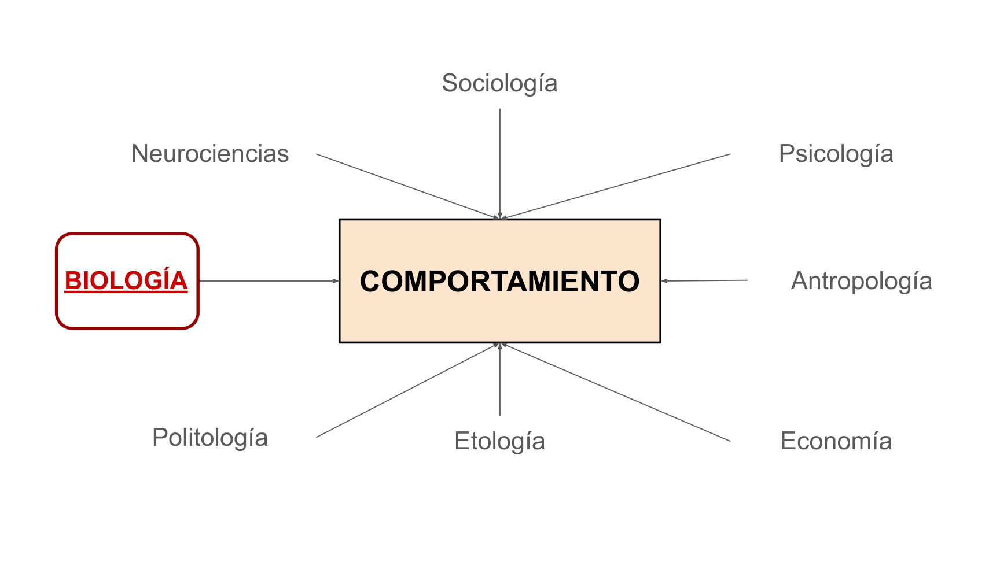 Sociología
Neurociencias
Psicología
BIOLOGÍA
COMPORTAMIENTO
Antropología
Politología
Etología
Economía